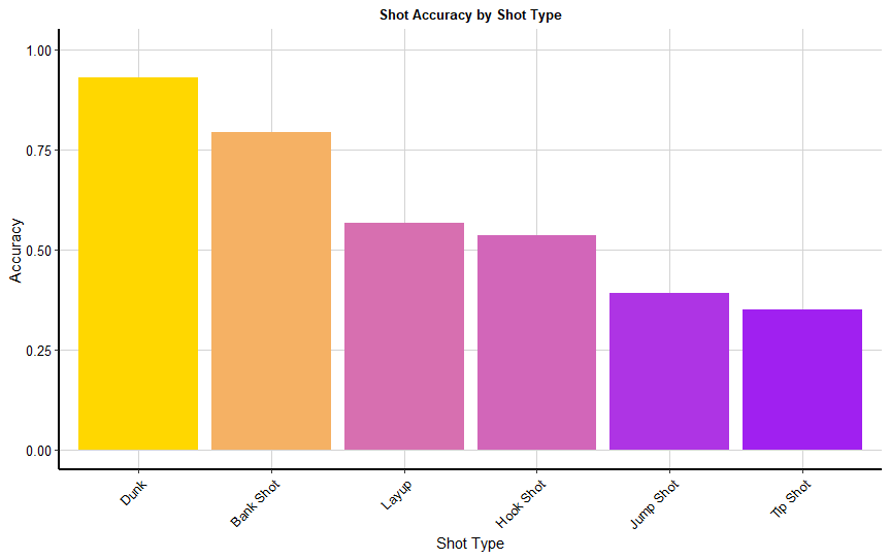 Shot Accuracy by Shot Type
Accuracy
1.00
0.75
0.50
0.25
0.00
Dunk
Bank Shot
Layup
Hook Shot
Jump Shot
Tip Shot
Shot Type